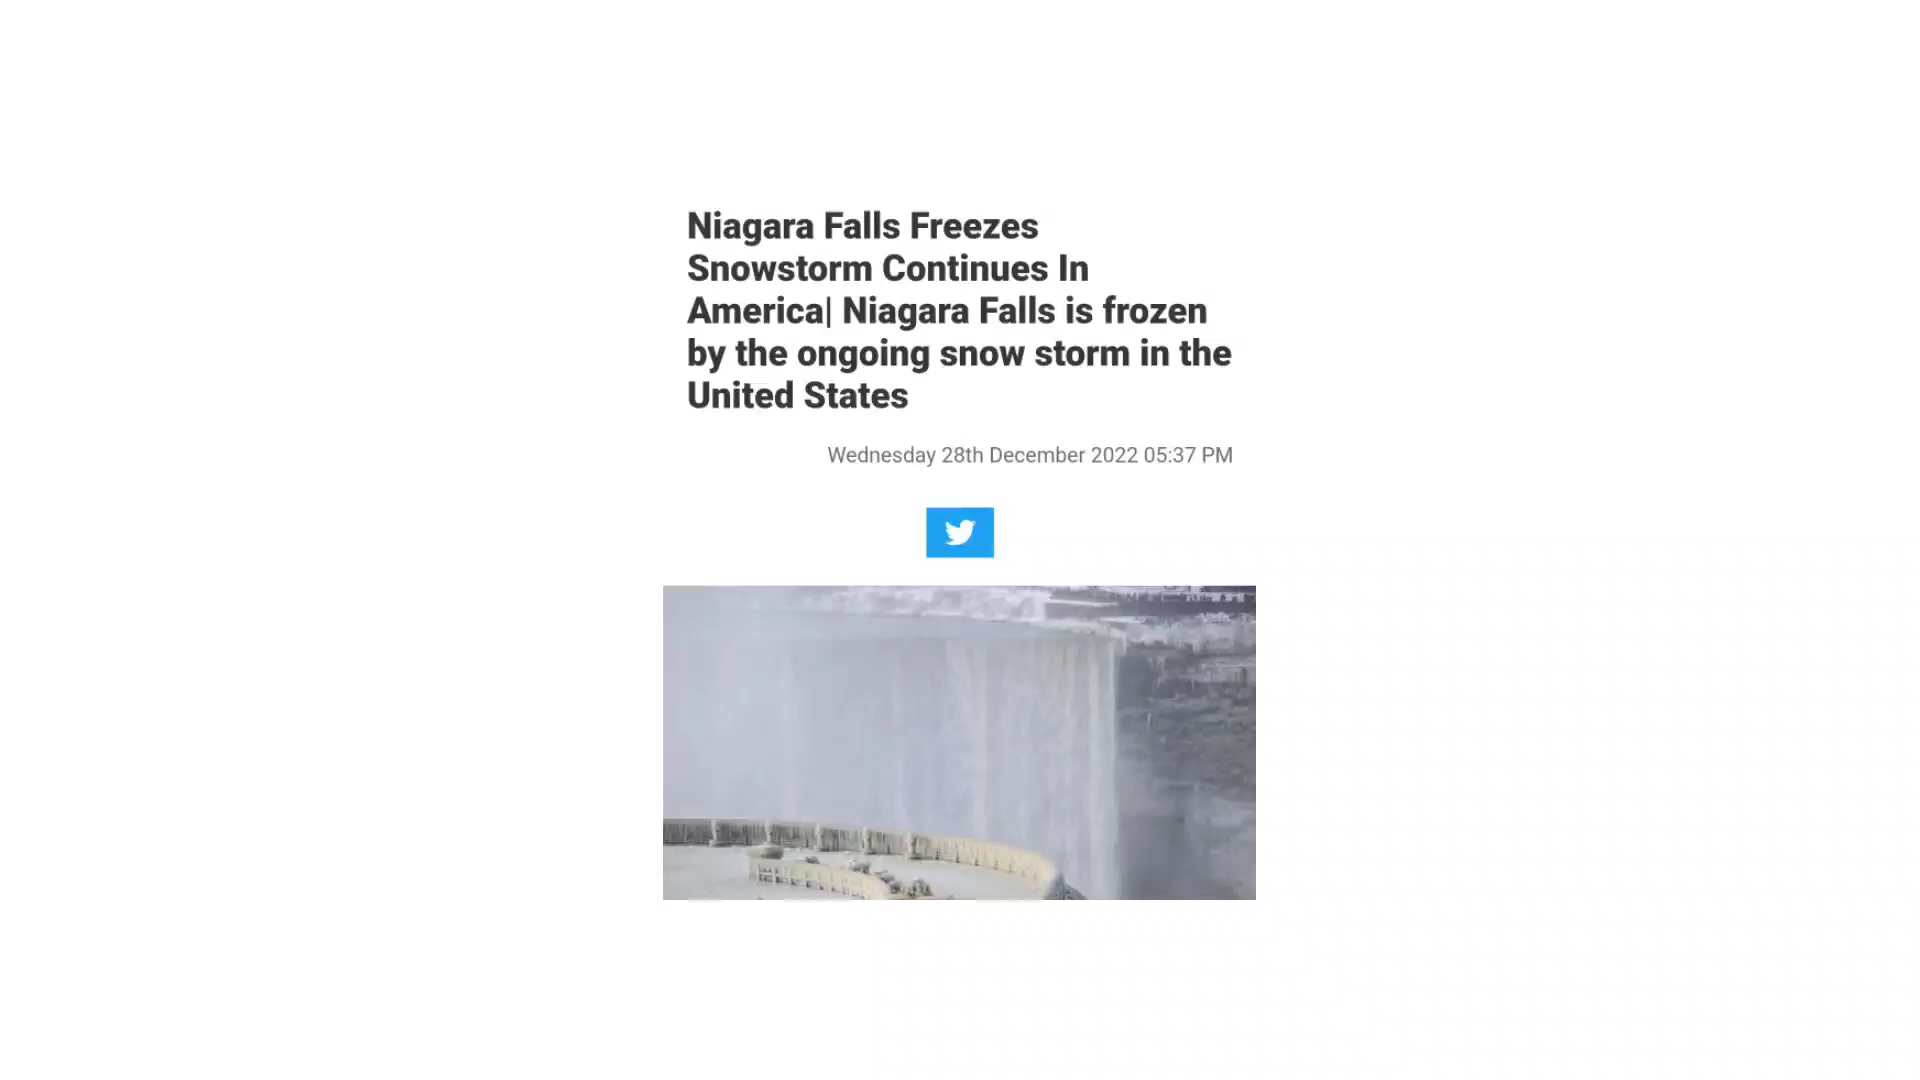 Niagara Falls Freezes
Snowstorm Continues In
America| Niagara Falls is frozen
by the ongoing snow storm in the
United States
Wednesday 28th December 2022 05:37 PM